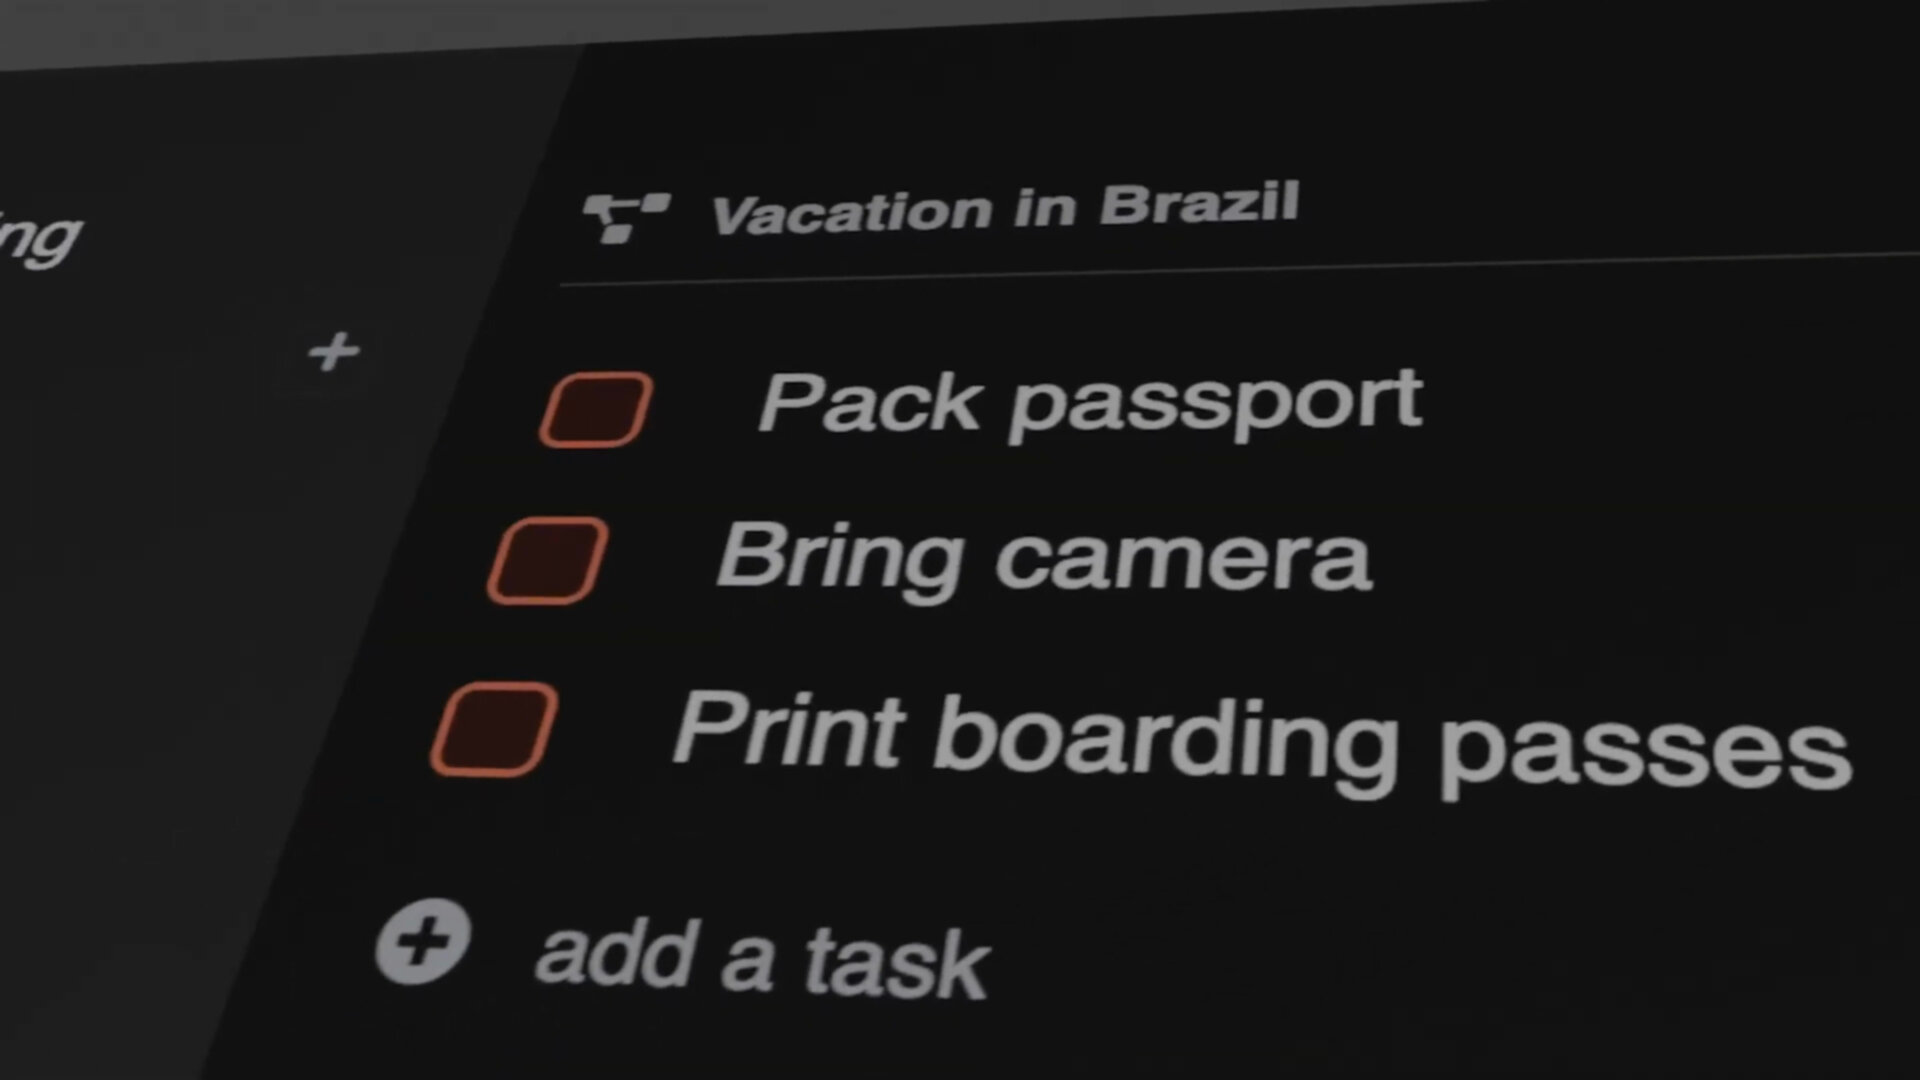 Vacation in Brazil
Pack passport
Bring camera
Print boarding passes
add a task